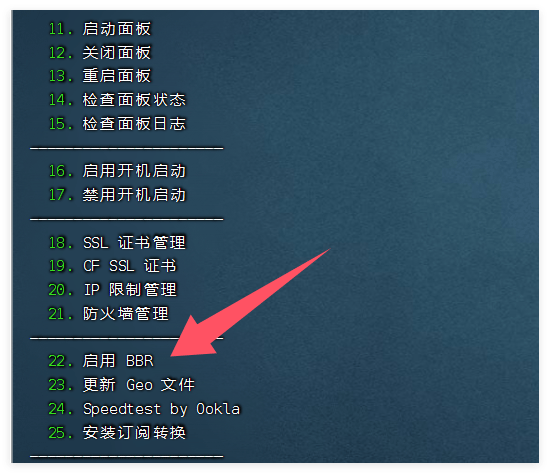 11. 启动面板
12. 关闭面板
13. 重启面板
14. 检查面板状态
15. 检查面板日志
————————————————
16. 启用开机启动
17. 禁用开机启动
————————————————
18. SSL 证书管理
19. CF SSL 证书
20. IP 限制管理
21. 防火墙管理
————————————————
22. 启用 BBR
23. 更新 Geo 文件
24. Speedtest by Ookla
25. 安装订阅转换
————————————————